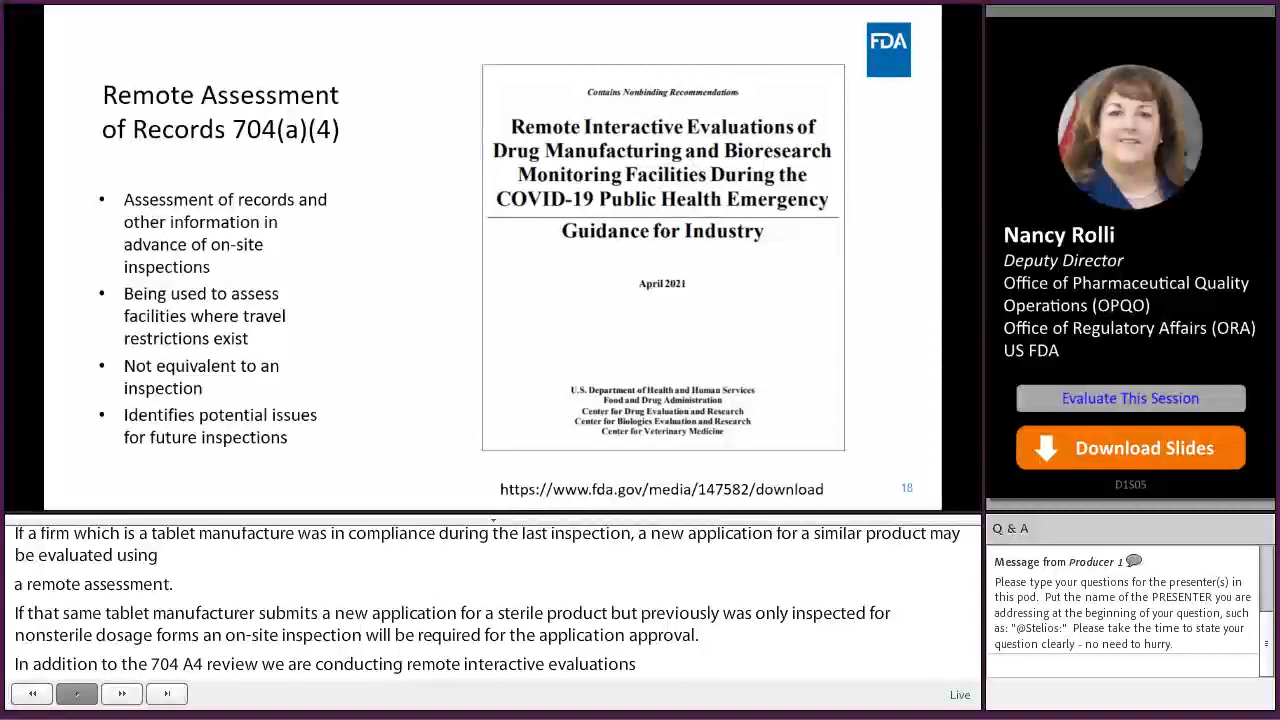 FDA
Remote Assessment
of Records 704(a)(4)
• Assessment of records and
other information in
advance of on-site
inspections
• Being used to assess
facilities where travel
restrictions exist
• Not equivalent to an
inspection
• Identifies potential issues
for future inspections
Contains Nonbinding Recommendations
Remote Interactive Evaluations of
Drug Manufacturing and Bioresearch
Monitoring Facilities During the
COVID-19 Public Health Emergency
Guidance for Industry
April 2021
U.S. Department of Health and Human Services
Food and Drug Administration
Center for Drug Evaluation and Research
Center for Biologics Evaluation and Research
Center for Veterinary Medicine
https://www.fda.gov/media/147582/download
18
Nancy Rolli
Deputy Director
Office of Pharmaceutical Quality
Operations (OPQO)
Office of Regulatory Affairs (ORA)
US FDA
Evaluate This Session
Download Slides
D1S05
If a firm which is a tablet manufacture was in compliance during the last inspection, a new application for a similar product may
be evaluated using
a remote assessment.
If that same tablet manufacturer submits a new application for a sterile product but previously was only inspected for
nonsterile dosage forms an on-site inspection will be required for the application approval.
In addition to the 704 A4 review we are conducting remote interactive evaluations
Live
Q & A
Message from Producer 1
Please type your questions for the presenter(s) in
this pod. Put the name of the PRESENTER you are
addressing at the beginning of your question, such
as: "@Stelios:" Please take the time to state your
question clearly - no need to hurry.